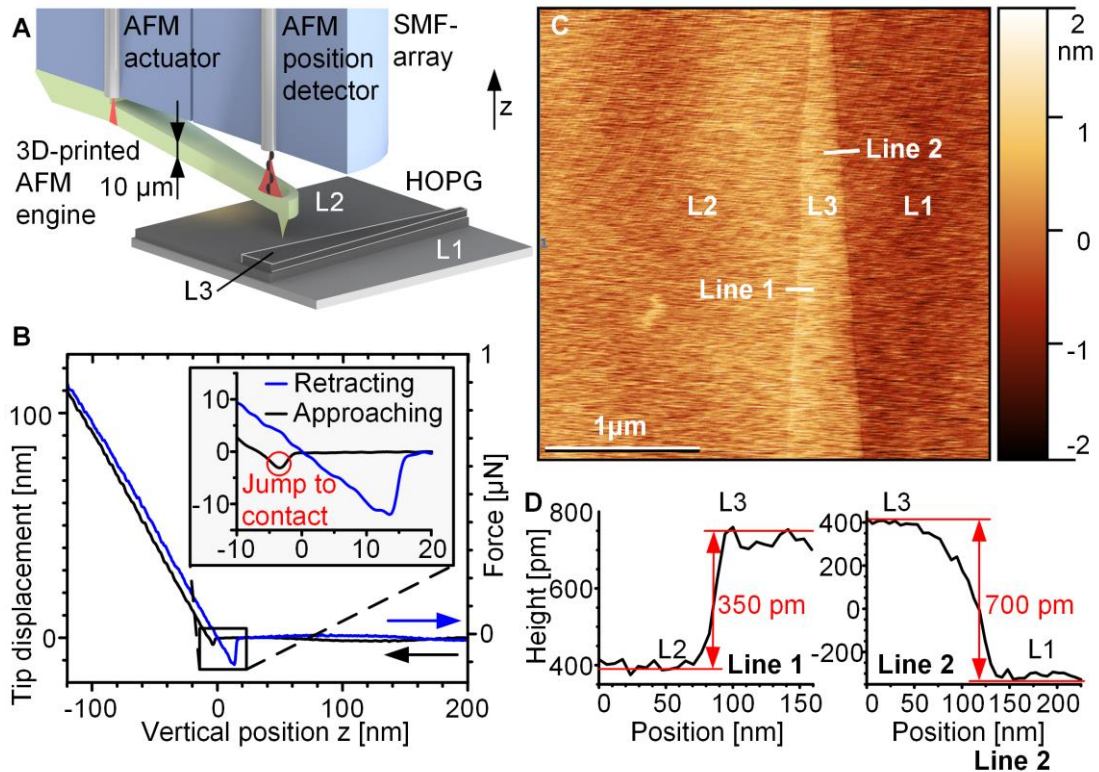 A
AFM
actuator
AFM
position
detector
SMF-
array
z
3D-printed
AFM
engine
10 µm
L2
HOPG
L1
L3
B
Tip displacement [nm]
100
50
0
-100
0
100
200
Vertical position z [nm]
1
0
Force [µN]
Retracting
Approaching
10
0
-10
Jump to
contact
-10
0
10
20
C
Line 2
L2
L3
L1
Line 1
1µm
2
nm
1
0
-1
-2
D
Height [pm]
800
600
400
L3
350 pm
L2
Line 1
0
50
100
150
Position [nm]
L3
400
200
0
-200
700 pm
L1
Line 2
0
50
100
150
200
Position [nm]
Line 2